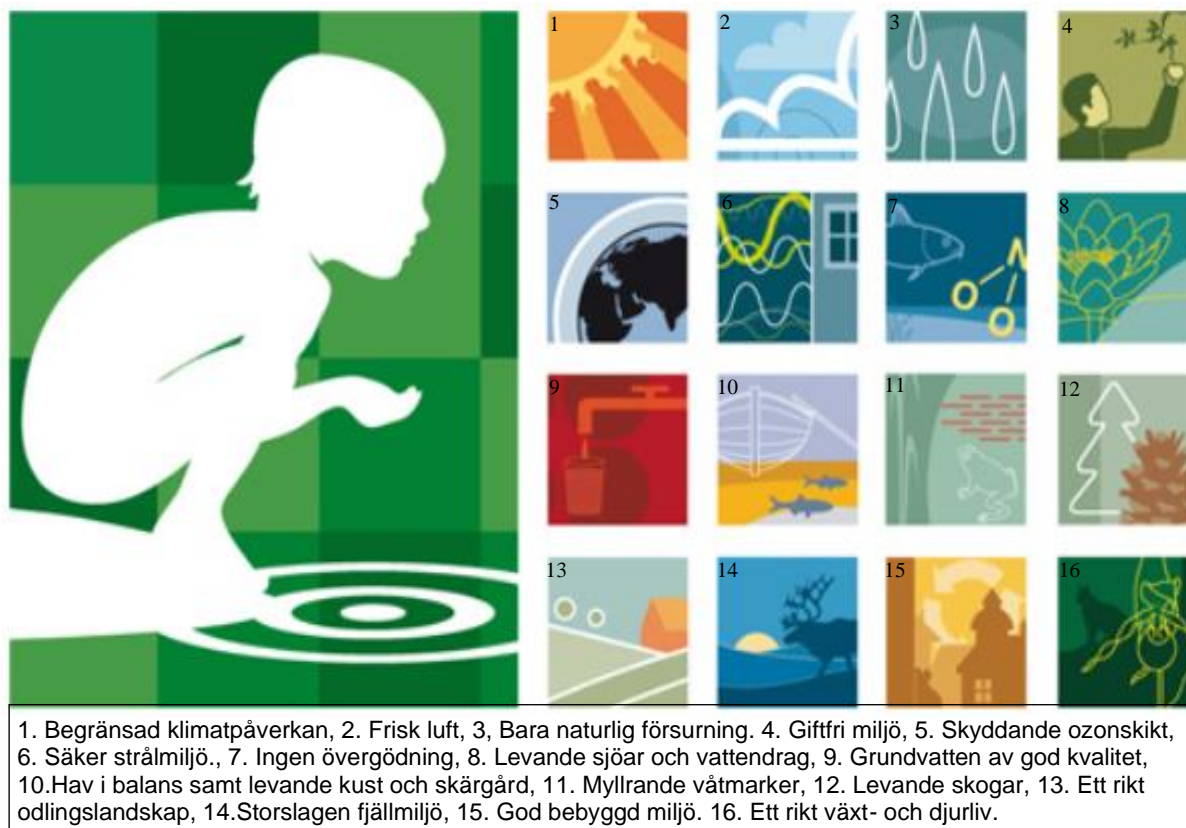 1 2 3 4
5 6 7 8
N
O
O
9 10 11 12
13 14 15 16
1. Begränsad klimatpåverkan, 2. Frisk luft, 3, Bara naturlig försurning. 4. Giftfri miljö, 5. Skyddande ozonskikt,
6. Säker strålmiljö., 7. Ingen övergödning, 8. Levande sjöar och vattendrag, 9. Grundvatten av god kvalitet,
10.Hav i balans samt levande kust och skärgård, 11. Myllrande våtmarker, 12. Levande skogar, 13. Ett rikt
odlingslandskap, 14.Storslagen fjällmiljö, 15. God bebyggd miljö. 16. Ett rikt växt- och djurliv.